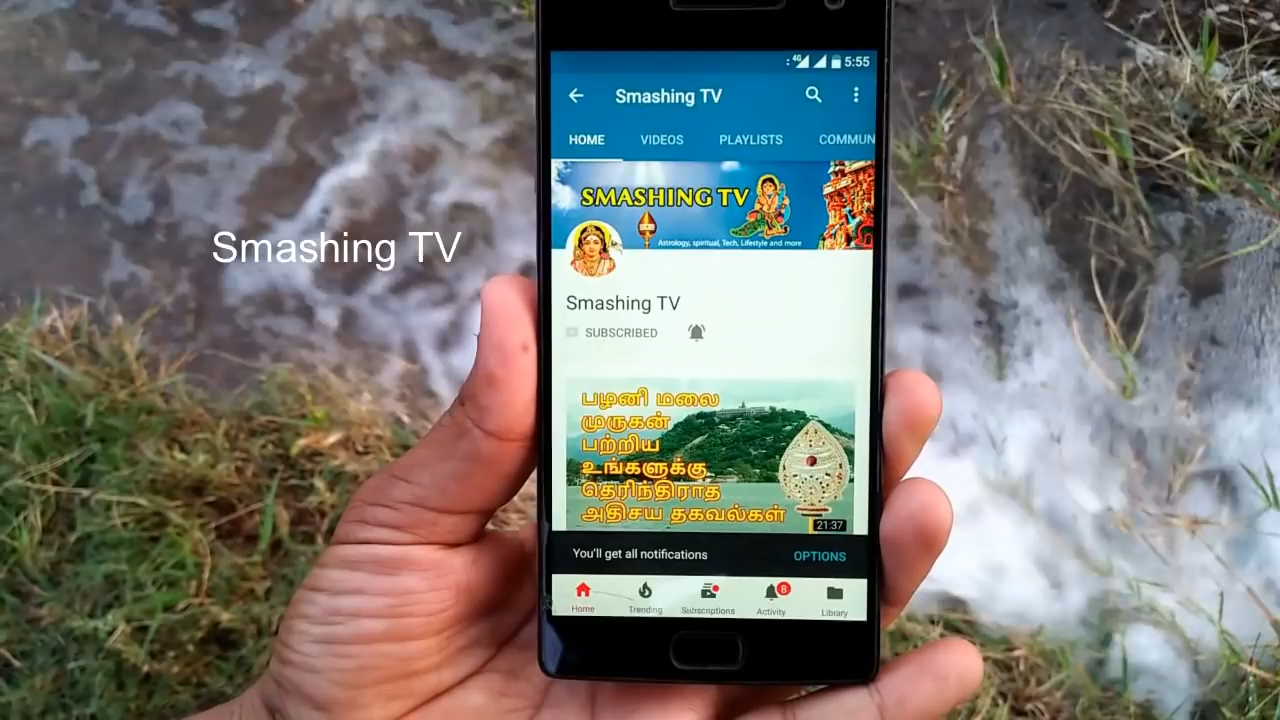 4G 5:55
Smashing TV
HOME VIDEOS PLAYLISTS COMMUN
SMASHING TV
Astrology, spiritual, Tech, Lifestyle and more
Smashing TV
Smashing TV
SUBSCRIBED
பழனி மலை
முருகன்
பற்றிய
உங்களுக்கு
தெரிந்திராத
அதிசய தகவல்கள்
21:37
You'll get all notifications OPTIONS
8
Home Trending Subscriptions Activity Library